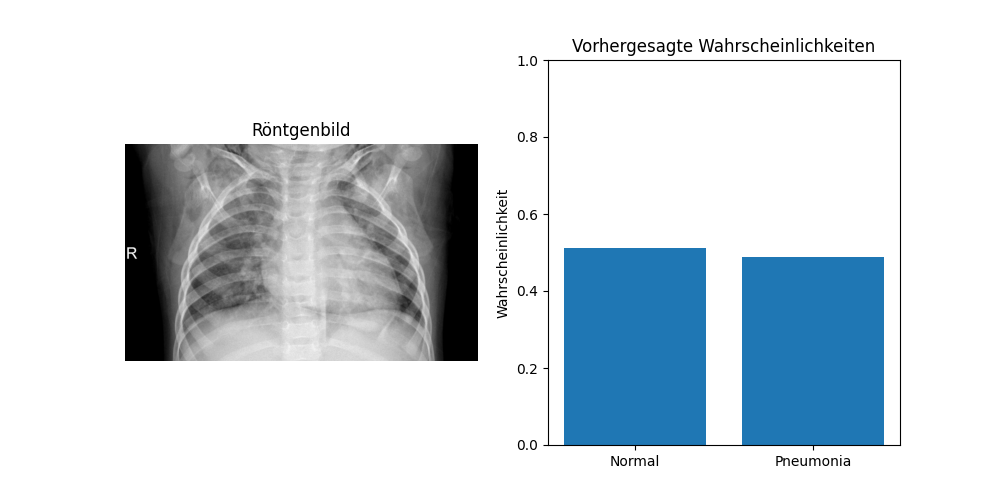 Röntgenbild
R
Vorhergesagte Wahrscheinlichkeiten
Wahrscheinlichkeit
1.0
0.8
0.6
0.4
0.2
0.0
Normal
Pneumonia